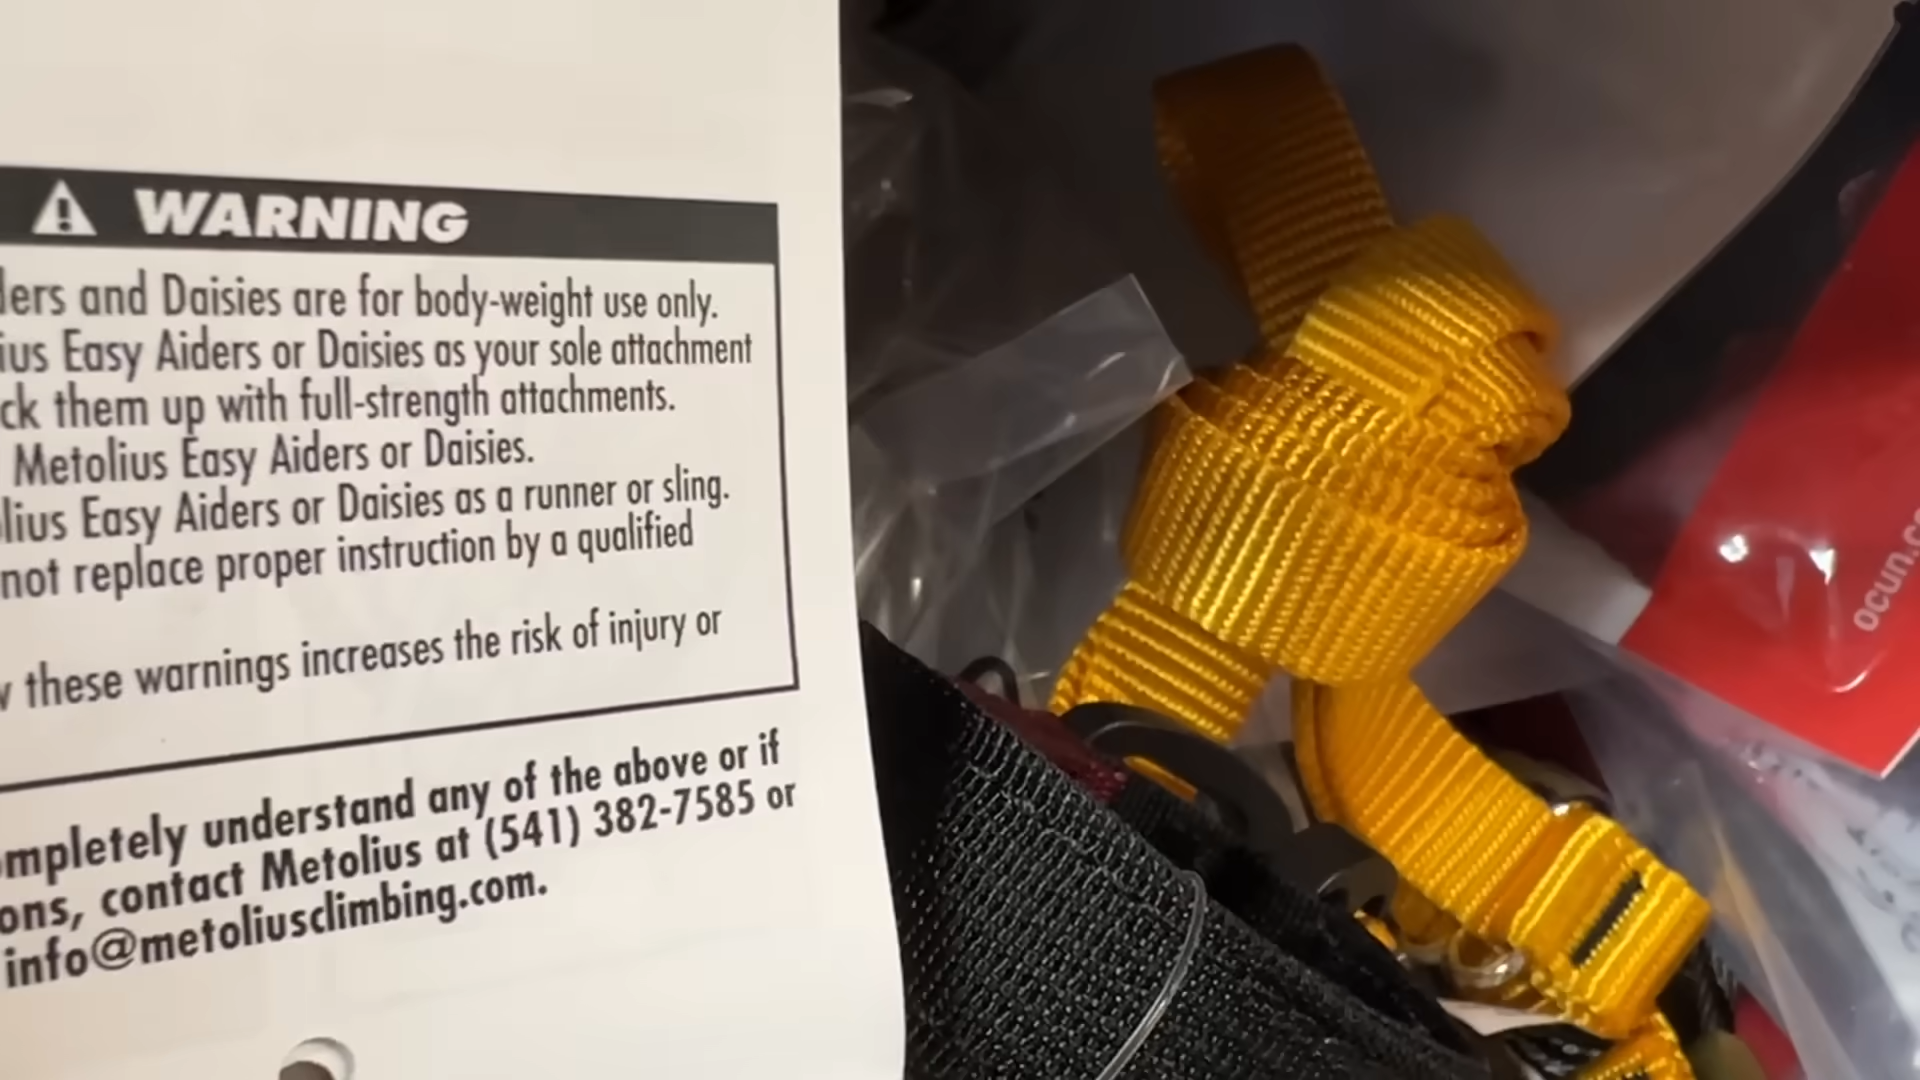 WARNING
ders and Daisies are for body-weight use only.
ius Easy Aiders or Daisies as your sole attachment
ck them up with full-strength attachments.
Metolius Easy Aiders or Daisies.
lius Easy Aiders or Daisies as a runner or sling.
not replace proper instruction by a qualified
w these warnings increases the risk of injury or
ompletely understand any of the above or if
ons, contact Metolius at (541) 382-7585 or
info@metoliusclimbing.com.
ocun.c